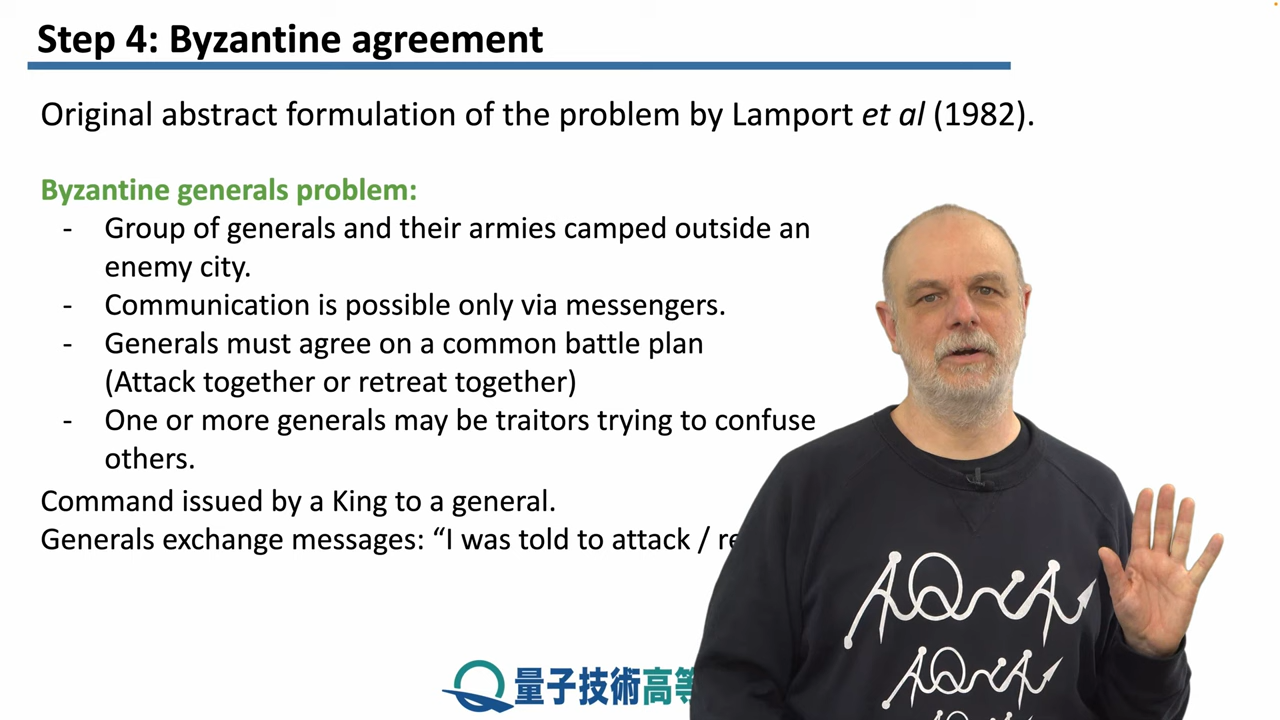 Step 4: Byzantine agreement
Original abstract formulation of the problem by Lamport et al (1982).
Byzantine generals problem:
- Group of generals and their armies camped outside an
enemy city.
- Communication is possible only via messengers.
- Generals must agree on a common battle plan
(Attack together or retreat together)
- One or more generals may be traitors trying to confuse
others.
Command issued by a King to a general.
Generals exchange messages: “I was told to attack / re
AQUA
AQUA
量子技術高等